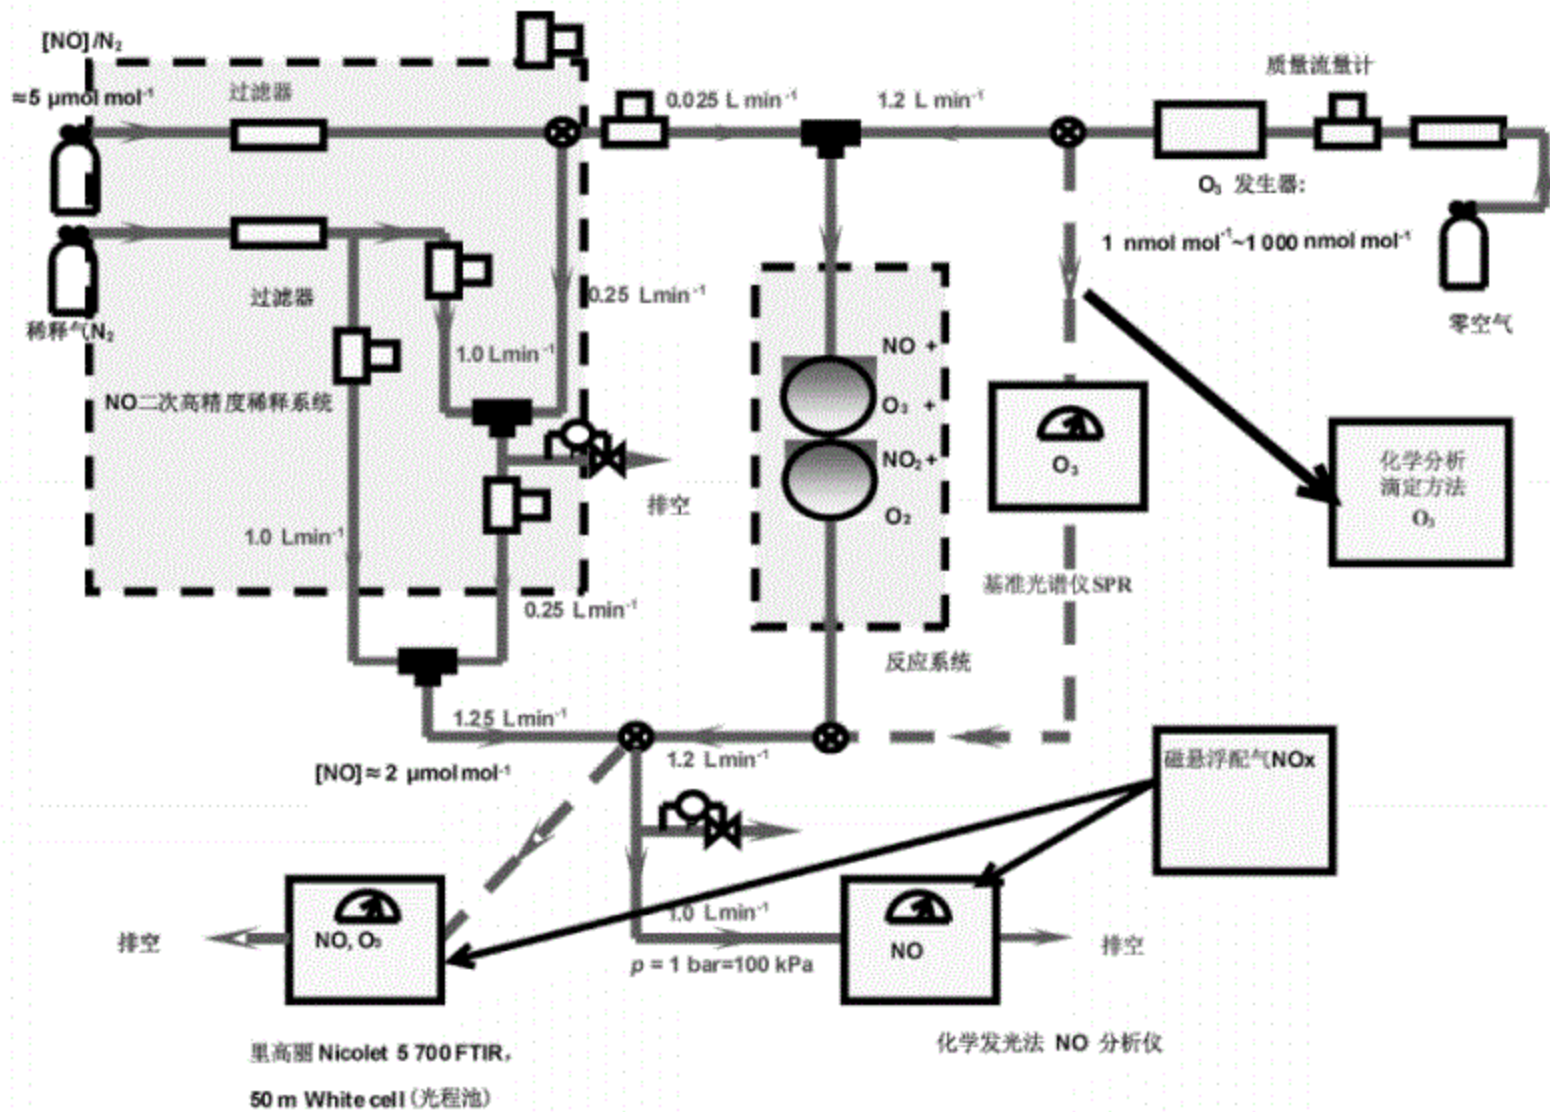 [NO]/N₂
≈5 μmol mol⁻¹
过滤器
0.025 L min⁻¹
1.2 L min⁻¹
质量流量计
O₃ 发生器:
1 nmol mol⁻¹~1 000 nmol mol⁻¹
零空气
过滤器
稀释气N₂
0.25 Lmin⁻¹
1.0 Lmin⁻¹
NO二次高精度稀释系统
NO +
O₃ +
NO₂+
O₂
O₃
化学分析
滴定方法
O₃
排空
1.0 Lmin⁻¹
0.25 Lmin⁻¹
基准光谱仪SPR
反应系统
1.25 Lmin⁻¹
1.2 Lmin⁻¹
[NO]≈2 μmol mol⁻¹
磁悬浮配气NOx
1.0 Lmin⁻¹
排空
NO, O₃
p = 1 bar=100 kPa
NO
排空
里高丽 Nicolet 5 700 FTIR,
50 m White cell (光程池)
化学发光法 NO 分析仪